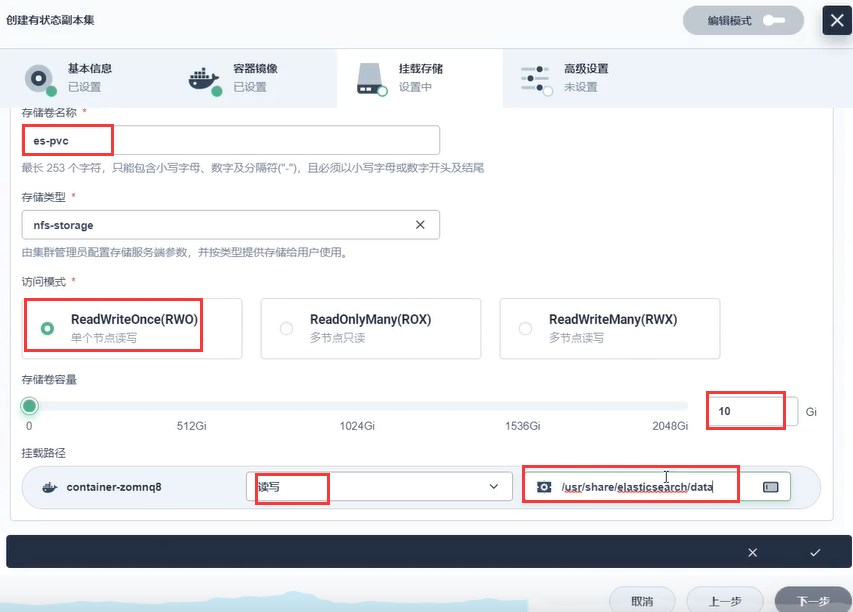 创建有状态副本集
编辑模式
基本信息
已设置
容器镜像
已设置
挂载存储
设置中
高级设置
未设置
存储卷名称 *
es-pvc
最长 253 个字符，只能包含小写字母、数字及分隔符("-")，且必须以小写字母或数字开头及结尾
存储类型 *
nfs-storage
由集群管理员配置存储服务端参数，并按类型提供存储给用户使用。
访问模式 *
ReadWriteOnce(RWO)
单个节点读写
ReadOnlyMany(ROX)
多节点只读
ReadWriteMany(RWX)
多节点读写
存储卷容量
10 Gi
0 512Gi 1024Gi 1536Gi 2048Gi
挂载路径
container-zomnq8 读写 /usr/share/elasticsearch/data
取消 上一步 下一步